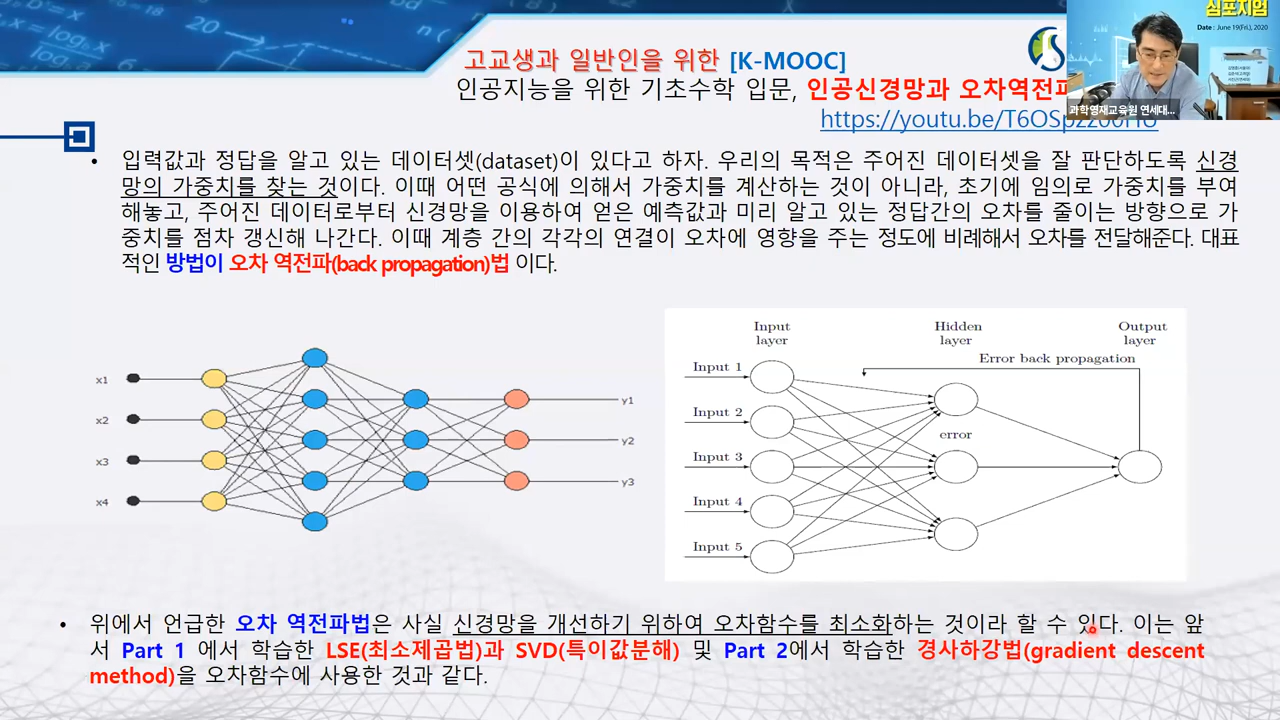 심포지엄
Date : June 19(Fri.), 2020
과학영재교육원 연세대...
고교생과 일반인을 위한 [K-MOOC]
인공지능을 위한 기초수학 입문, 인공신경망과 오차역전파
https://youtu.be/
• 입력값과 정답을 알고 있는 데이터셋(dataset)이 있다고 하자. 우리의 목적은 주어진 데이터셋을 잘 판단하도록 신경
망의 가중치를 찾는 것이다. 이때 어떤 공식에 의해서 가중치를 계산하는 것이 아니라, 초기에 임의로 가중치를 부여
해놓고, 주어진 데이터로부터 신경망을 이용하여 얻은 예측값과 미리 알고 있는 정답간의 오차를 줄이는 방향으로 가
중치를 점차 갱신해 나간다. 이때 계층 간의 각각의 연결이 오차에 영향을 주는 정도에 비례해서 오차를 전달해준다. 대표
적인 방법이 오차 역전파(back propagation)법 이다.
x1
x2
x3
x4
y1
y2
y3
Input
layer
Hidden
layer
Output
layer
Error back propagation
Input 1
Input 2
error
Input 3
Input 4
Input 5
• 위에서 언급한 오차 역전파법은 사실 신경망을 개선하기 위하여 오차함수를 최소화하는 것이라 할 수 있다. 이는 앞
서 Part 1 에서 학습한 LSE(최소제곱법)과 SVD(특이값분해) 및 Part 2에서 학습한 경사하강법(gradient descent
method)을 오차함수에 사용한 것과 같다.